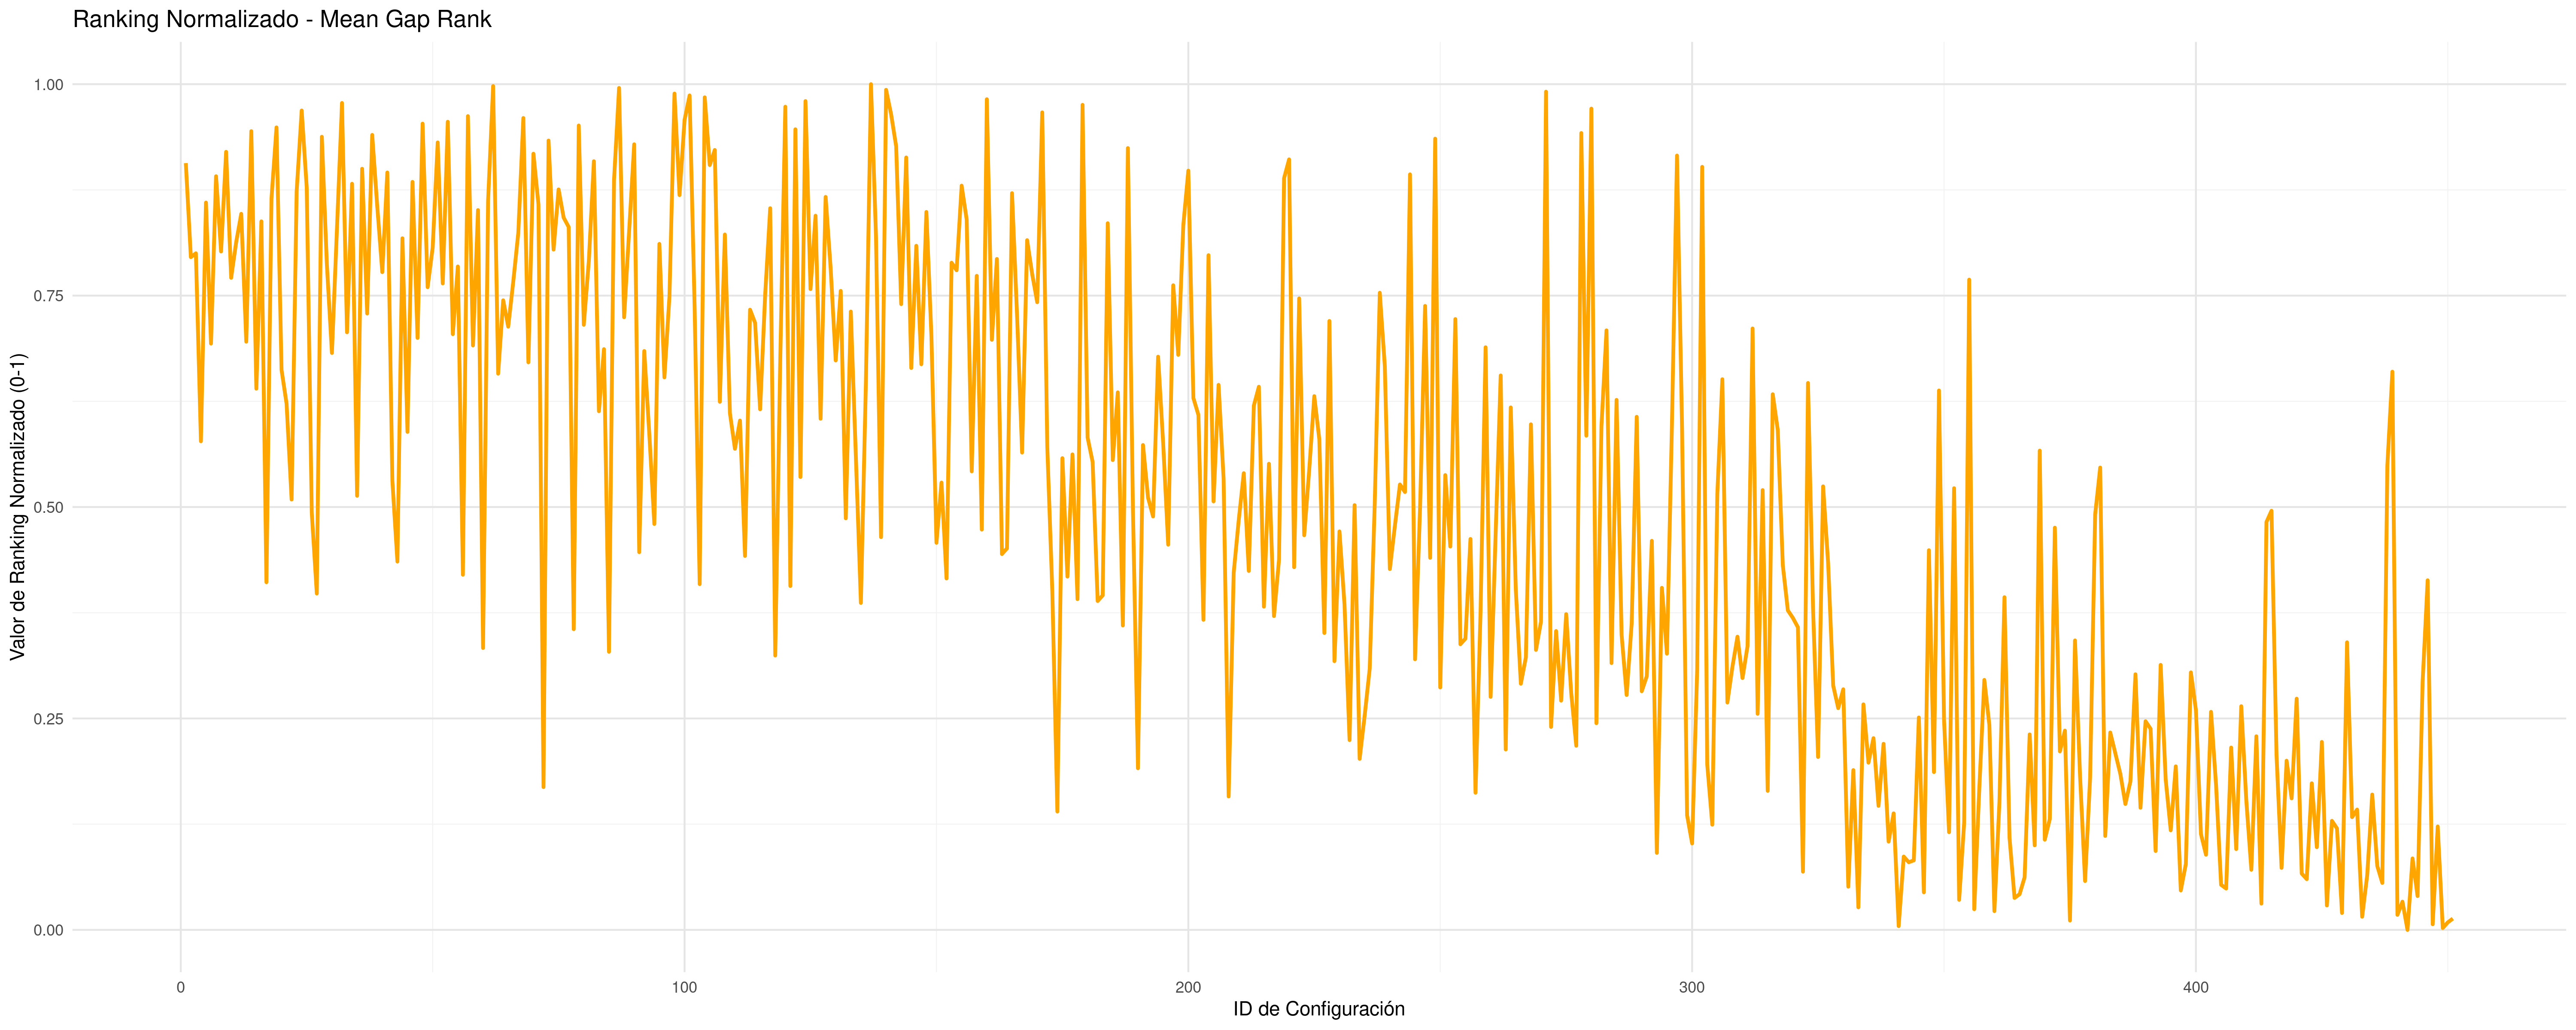 Ranking Normalizado - Mean Gap Rank
Valor de Ranking Normalizado (0-1)
1.00
0.75
0.50
0.25
0.00
0 100 200 300 400
ID de Configuración